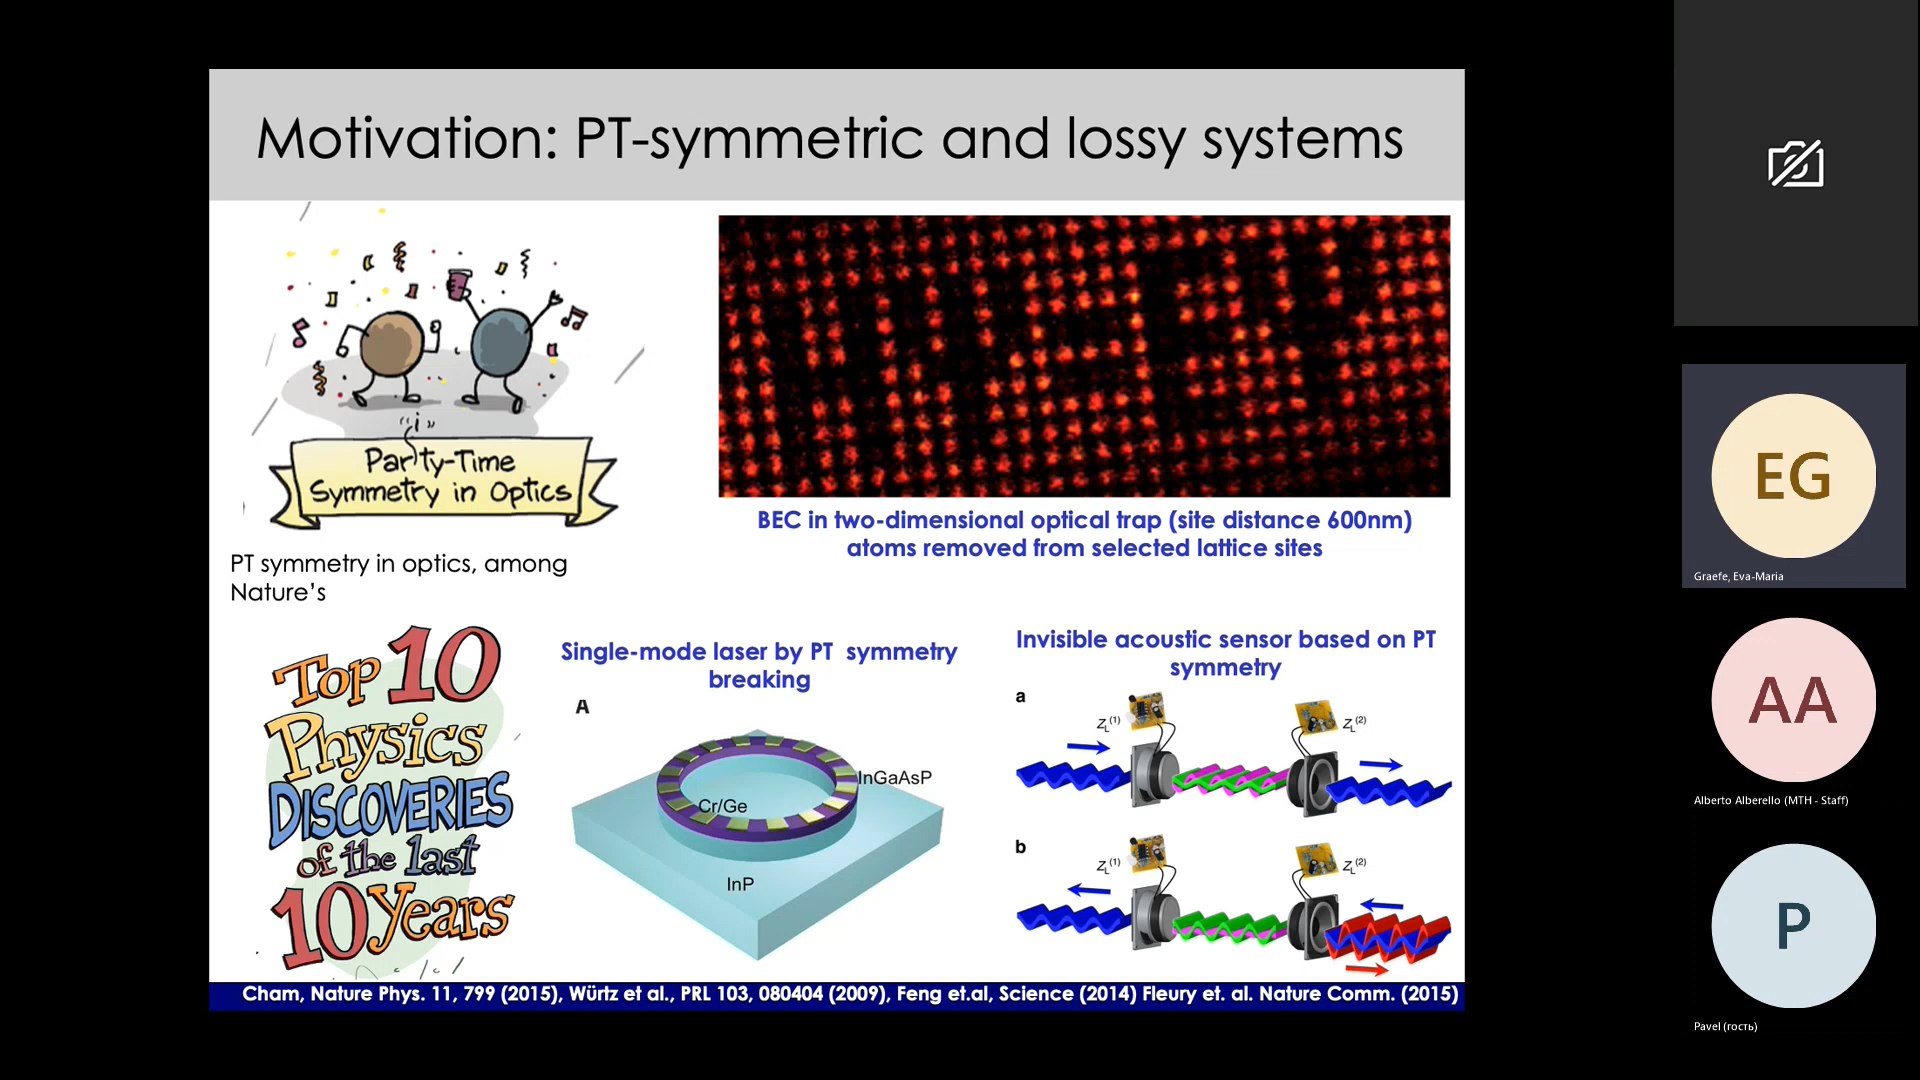 Motivation: PT-symmetric and lossy systems
"i"
Parity-Time
Symmetry in Optics
PT symmetry in optics, among
Nature's
Top 10
Physics
DISCOVERIES
of the last
10 Years
BEC in two-dimensional optical trap (site distance 600nm)
atoms removed from selected lattice sites
Single-mode laser by PT symmetry
breaking
A
InGaAsP
Cr/Ge
InP
Invisible acoustic sensor based on PT
symmetry
a
Z_L^(1)
Z_L^(2)
b
Z_L^(1)
Z_L^(2)
Cham, Nature Phys. 11, 799 (2015), Würtz et al., PRL 103, 080404 (2009), Feng et.al, Science (2014) Fleury et. al. Nature Comm. (2015)
EG
Graefe, Eva-Maria
AA
Alberto Alberello (MTH - Staff)
P
Pavel (гость)